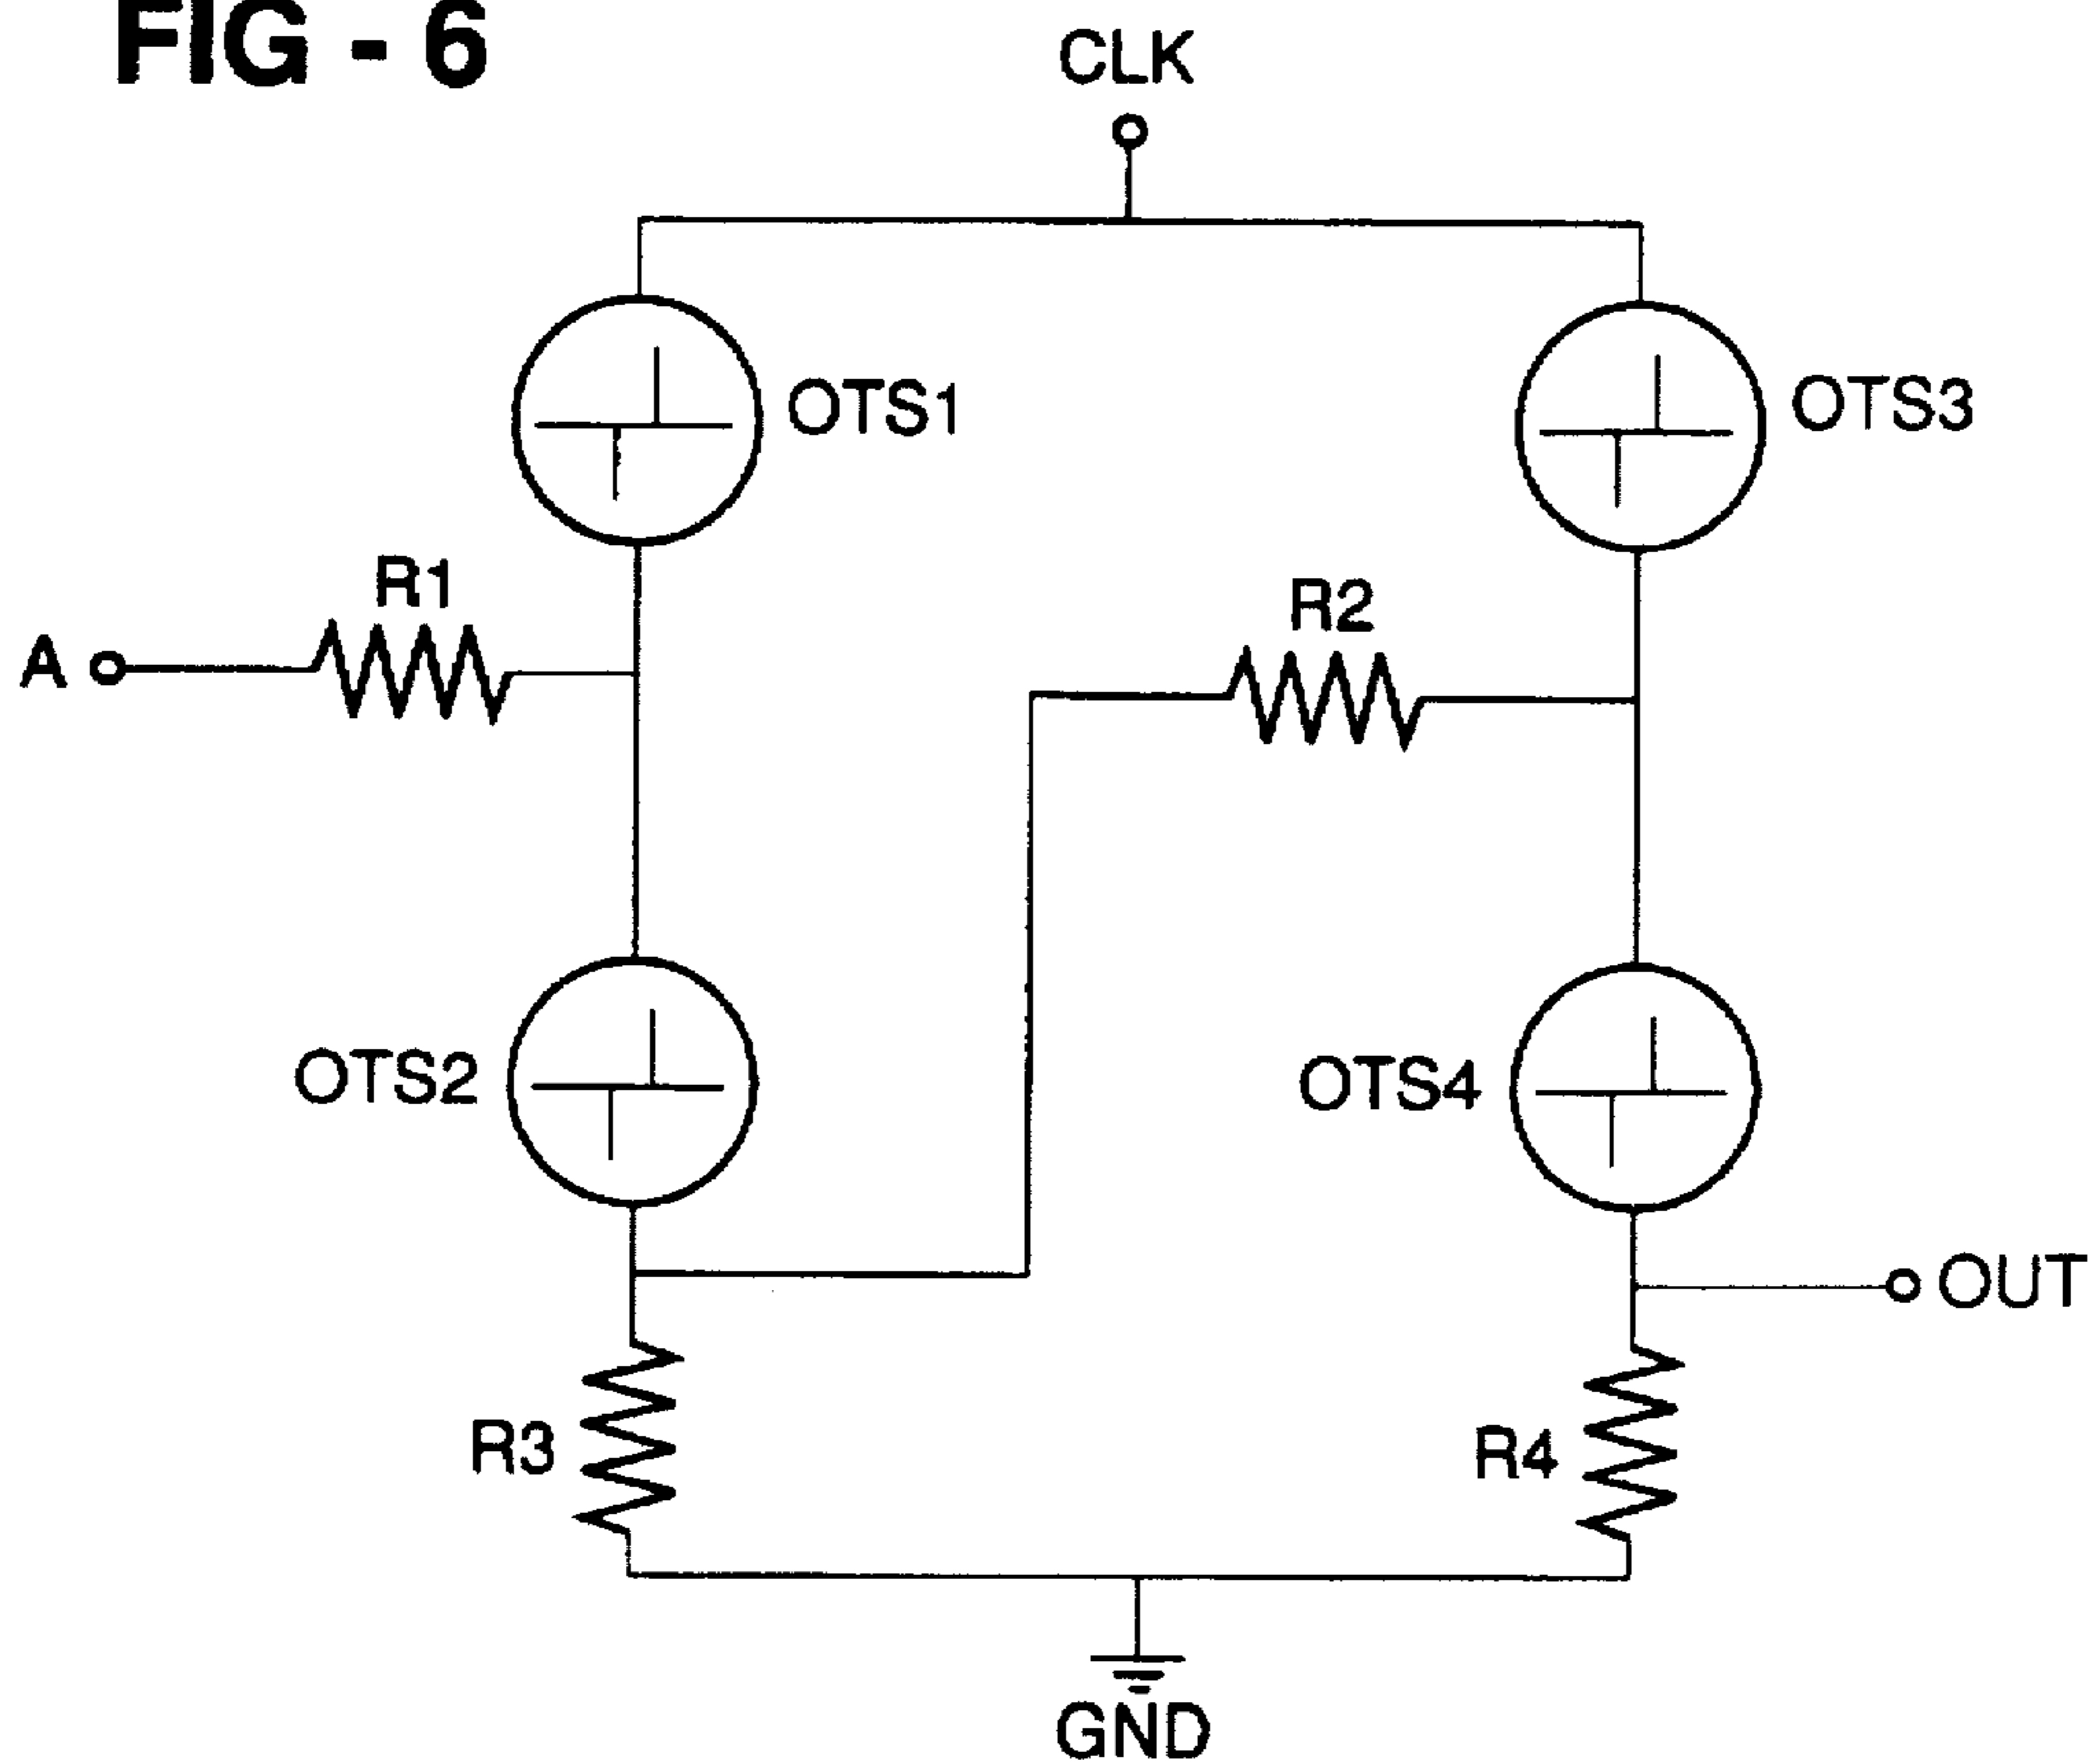 FIG - 6
CLK
OTS1
OTS3
R1
R2
A
OTS2
OTS4
OUT
R3
R4
GND